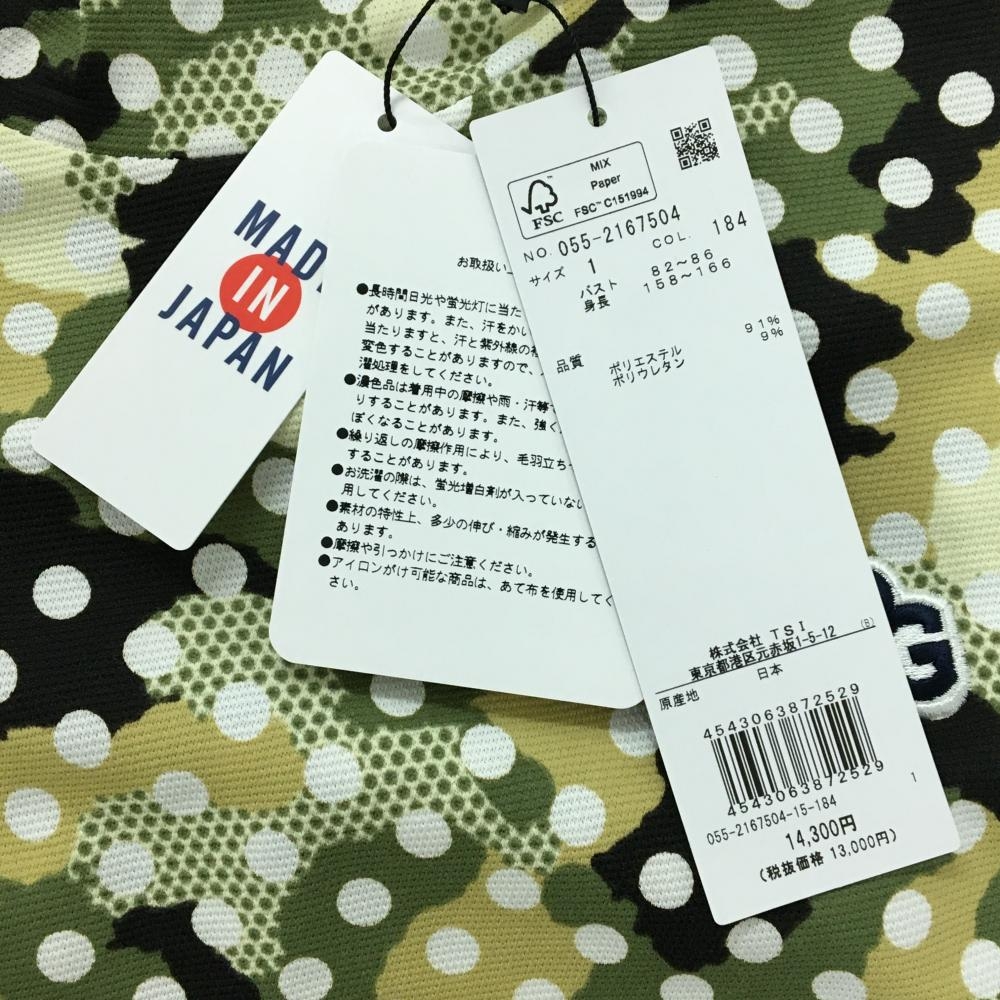 MADE
IN
JAPAN
お取扱い
●長時間日光や蛍光灯に当た
があります。また、汗をかい
当たりますと、汗と紫外線の
変色することがありますので、
濯処理をしてください。
●濃色品は着用中の摩擦や雨・汗等
りすることがあります。また、強く
ぽくなることがあります。
●繰り返しの摩擦作用により、毛羽立ち
することがあります。
●お洗濯の際は、蛍光増白剤が入っていない
用してください。
●素材の特性上、多少の伸び・縮みが発生する
あります。
●摩擦や引っかけにご注意ください。
●アイロンがけ可能な商品は、あて布を使用してく
さい。
FSC™
MIX
Paper
FSC™ C151994
NO. 055-2167504
COL. 184
サイズ 1
バスト 82~86
身長 158~166
品質 ポリエステル 91%
ポリウレタン 9%
株式会社 TSI
東京都港区元赤坂1-5-12 (B)
原産地 日本
4543063872529
4543063872529
055-2167504-15-184 1
14,300円
(税抜価格 13,000円)
G